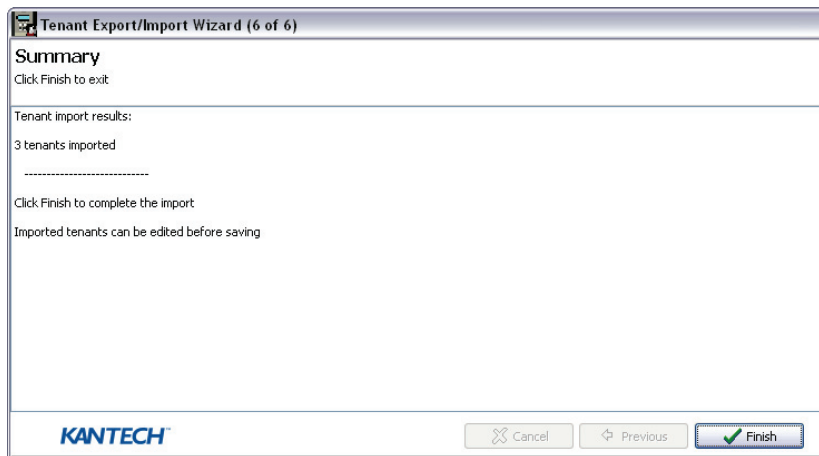 Tenant Export/Import Wizard (6 of 6)
Summary
Click Finish to exit
Tenant import results:
3 tenants imported
----------------------------
Click Finish to complete the import
Imported tenants can be edited before saving
KANTECH™
Cancel
Previous
Finish